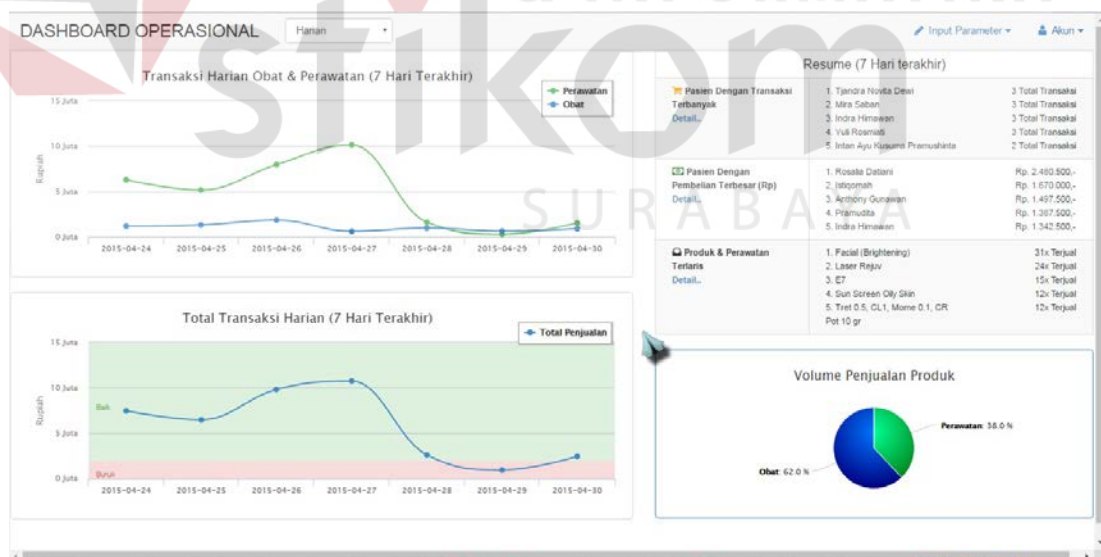 DASHBOARD OPERASIONAL
Harian
Input Parameter
Akun
Transaksi Harian Obat & Perawatan (7 Hari Terakhir)
Perawatan
Obat
Rupiah
15 Juta
10 Juta
5 Juta
0 Juta
2015-04-24 2015-04-25 2015-04-26 2015-04-27 2015-04-28 2015-04-29 2015-04-30
Total Transaksi Harian (7 Hari Terakhir)
Total Penjualan
Rupiah
15 Juta
10 Juta
Baik
5 Juta
Buruk
0 Juta
2015-04-24 2015-04-25 2015-04-26 2015-04-27 2015-04-28 2015-04-29 2015-04-30
Resume (7 Hari terakhir)
Pasien Dengan Transaksi
Terbanyak
Detail..
1. Tjandra Novita Dewi 3 Total Transaksi
2. Mira Saban 3 Total Transaksi
3. Indra Himawan 3 Total Transaksi
4. Yuli Rosmiati 3 Total Transaksi
5. Intan Ayu Kusuma Pramushinta 2 Total Transaksi
Pasien Dengan
Pembelian Terbesar (Rp)
Detail..
1. Rosalia Datiani Rp. 2.480.500,-
2. Istiqomah Rp. 1.670.000,-
3. Anthony Gunawan Rp. 1.497.500,-
4. Pramudita Rp. 1.387.500,-
5. Indra Himawan Rp. 1.342.500,-
Produk & Perawatan
Terlaris
Detail..
1. Facial (Brightening) 31x Terjual
2. Laser Rejuv 24x Terjual
3. E7 15x Terjual
4. Sun Screen Oily Skin 12x Terjual
5. Tret 0.5, CL1, Mome 0.1, CR 12x Terjual
Pot 10 gr
Volume Penjualan Produk
Perawatan: 38.0 %
Obat: 62.0 %
stikom
SURABAYA